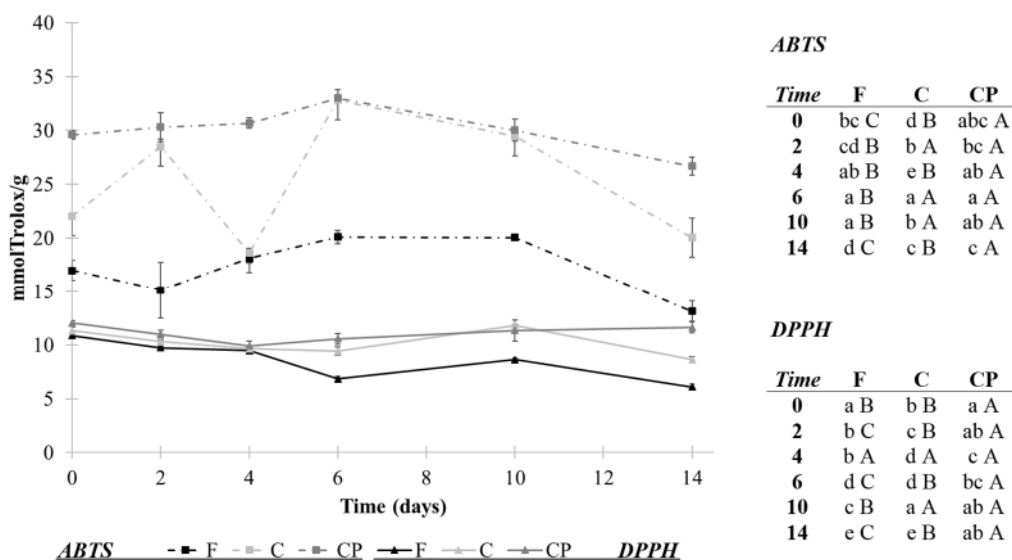 40
35
30
25
20
15
10
5
0
mmolTrolox/g
0 2 4 6 8 10 12 14
Time (days)
ABTS F C CP F C CP DPPH
ABTS
Time F C CP
0 bc C d B abc A
2 cd B b A bc A
4 ab B e B ab A
6 a B a A a A
10 a B b A ab A
14 d C c B c A
DPPH
Time F C CP
0 a B b B a A
2 b C c B ab A
4 b A d A c A
6 d C d B bc A
10 c B a A ab A
14 e C e B ab A